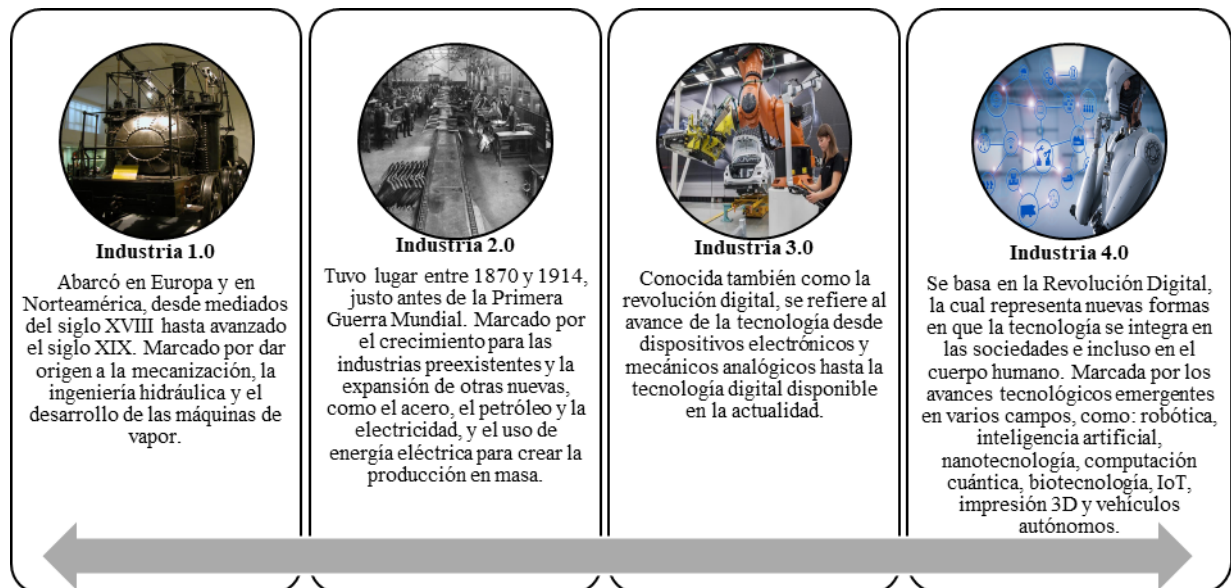 Industria 1.0
Abarcó en Europa y en
Norteamérica, desde mediados
del siglo XVIII hasta avanzado
el siglo XIX. Marcado por dar
origen a la mecanización, la
ingeniería hidráulica y el
desarrollo de las máquinas de
vapor.
Industria 2.0
Tuvo lugar entre 1870 y 1914,
justo antes de la Primera
Guerra Mundial. Marcado por
el crecimiento para las
industrias preexistentes y la
expansión de otras nuevas,
como el acero, el petróleo y la
electricidad, y el uso de
energía eléctrica para crear la
producción en masa.
Industria 3.0
Conocida también como la
revolución digital, se refiere al
avance de la tecnología desde
dispositivos electrónicos y
mecánicos analógicos hasta la
tecnología digital disponible
en la actualidad.
Industria 4.0
Se basa en la Revolución Digital,
la cual representa nuevas formas
en que la tecnología se integra en
las sociedades e incluso en el
cuerpo humano. Marcada por los
avances tecnológicos emergentes
en varios campos, como: robótica,
inteligencia artificial,
nanotecnología, computación
cuántica, biotecnología, IoT,
impresión 3D y vehículos
autónomos.